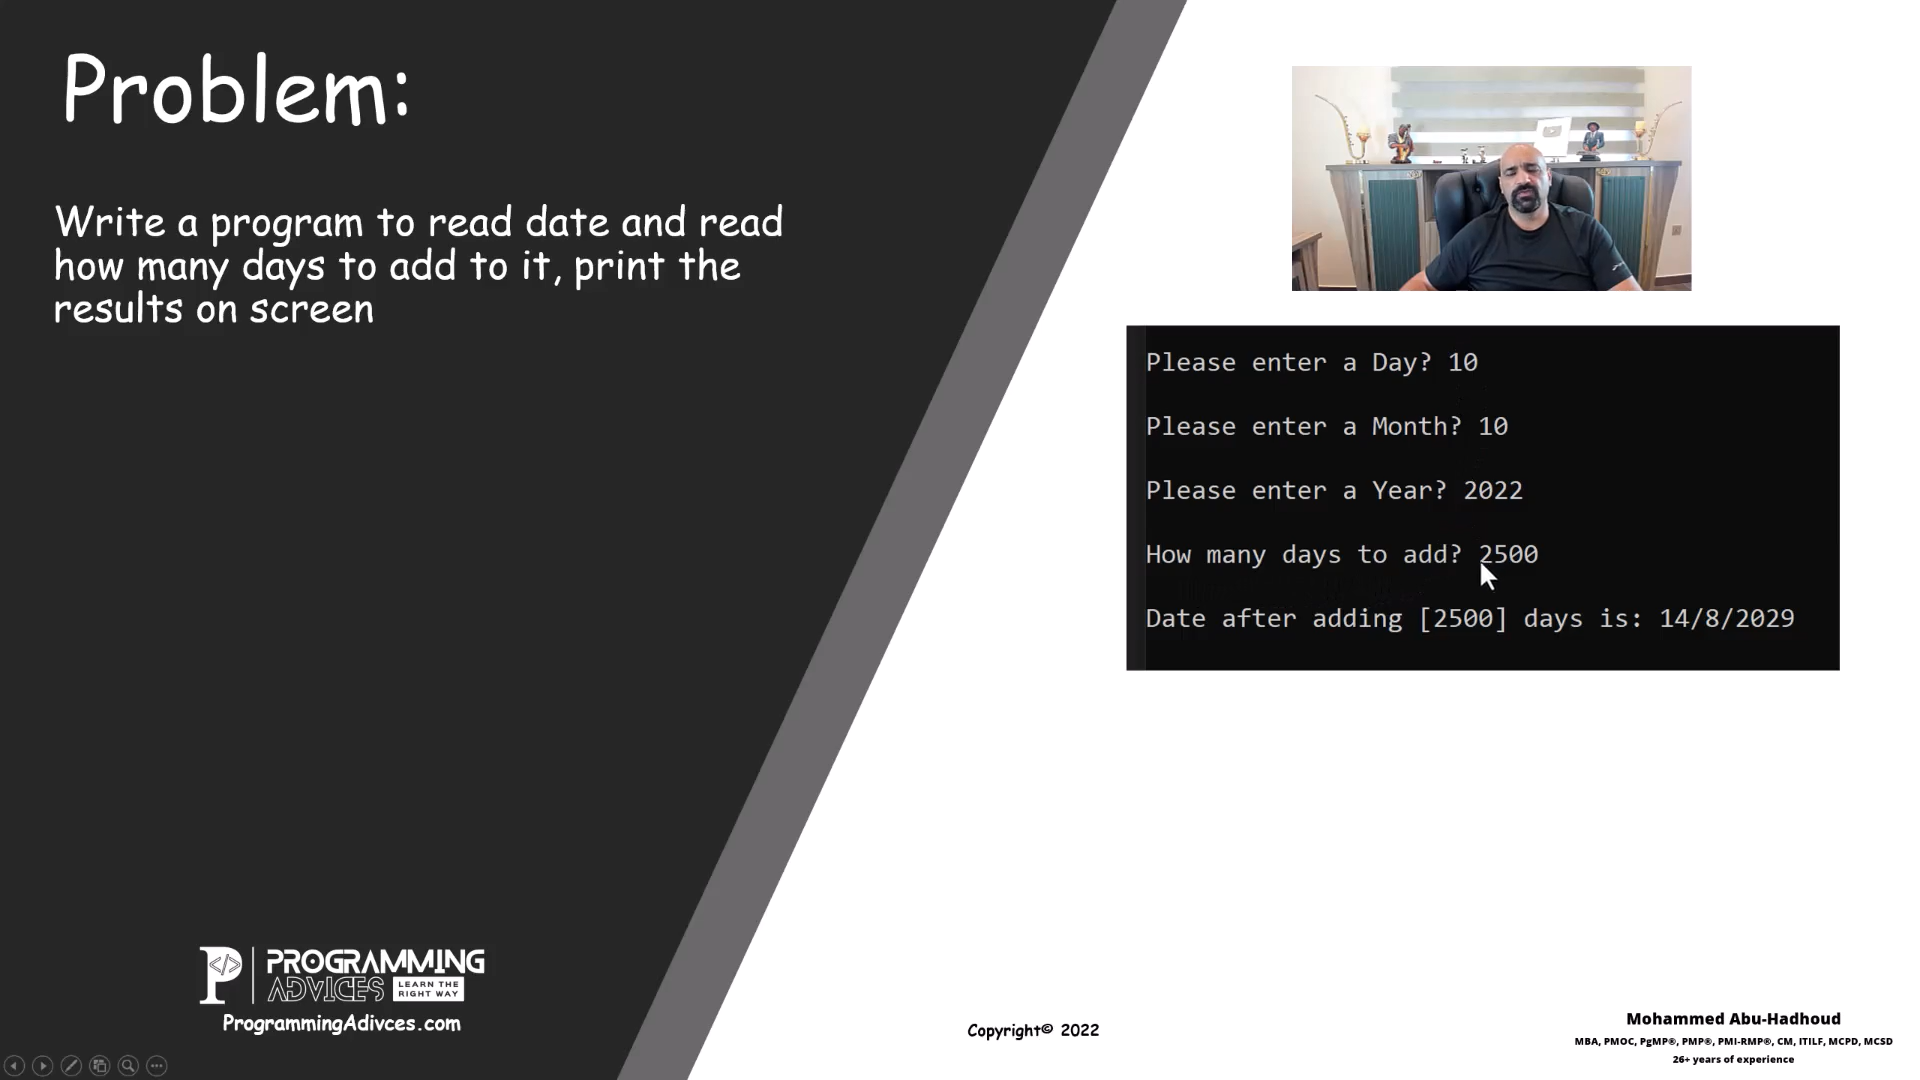 Problem:
Write a program to read date and read
how many days to add to it, print the
results on screen
Please enter a Day? 10
Please enter a Month? 10
Please enter a Year? 2022
How many days to add? 2500
Date after adding [2500] days is: 14/8/2029
P </> PROGRAMMING
ADVICES LEARN THE
RIGHT WAY
ProgrammingAdivces.com
Copyright© 2022
Mohammed Abu-Hadhoud
MBA, PMOC, PgMP®, PMP®, PMI-RMP®, CM, ITILF, MCPD, MCSD
26+ years of experience